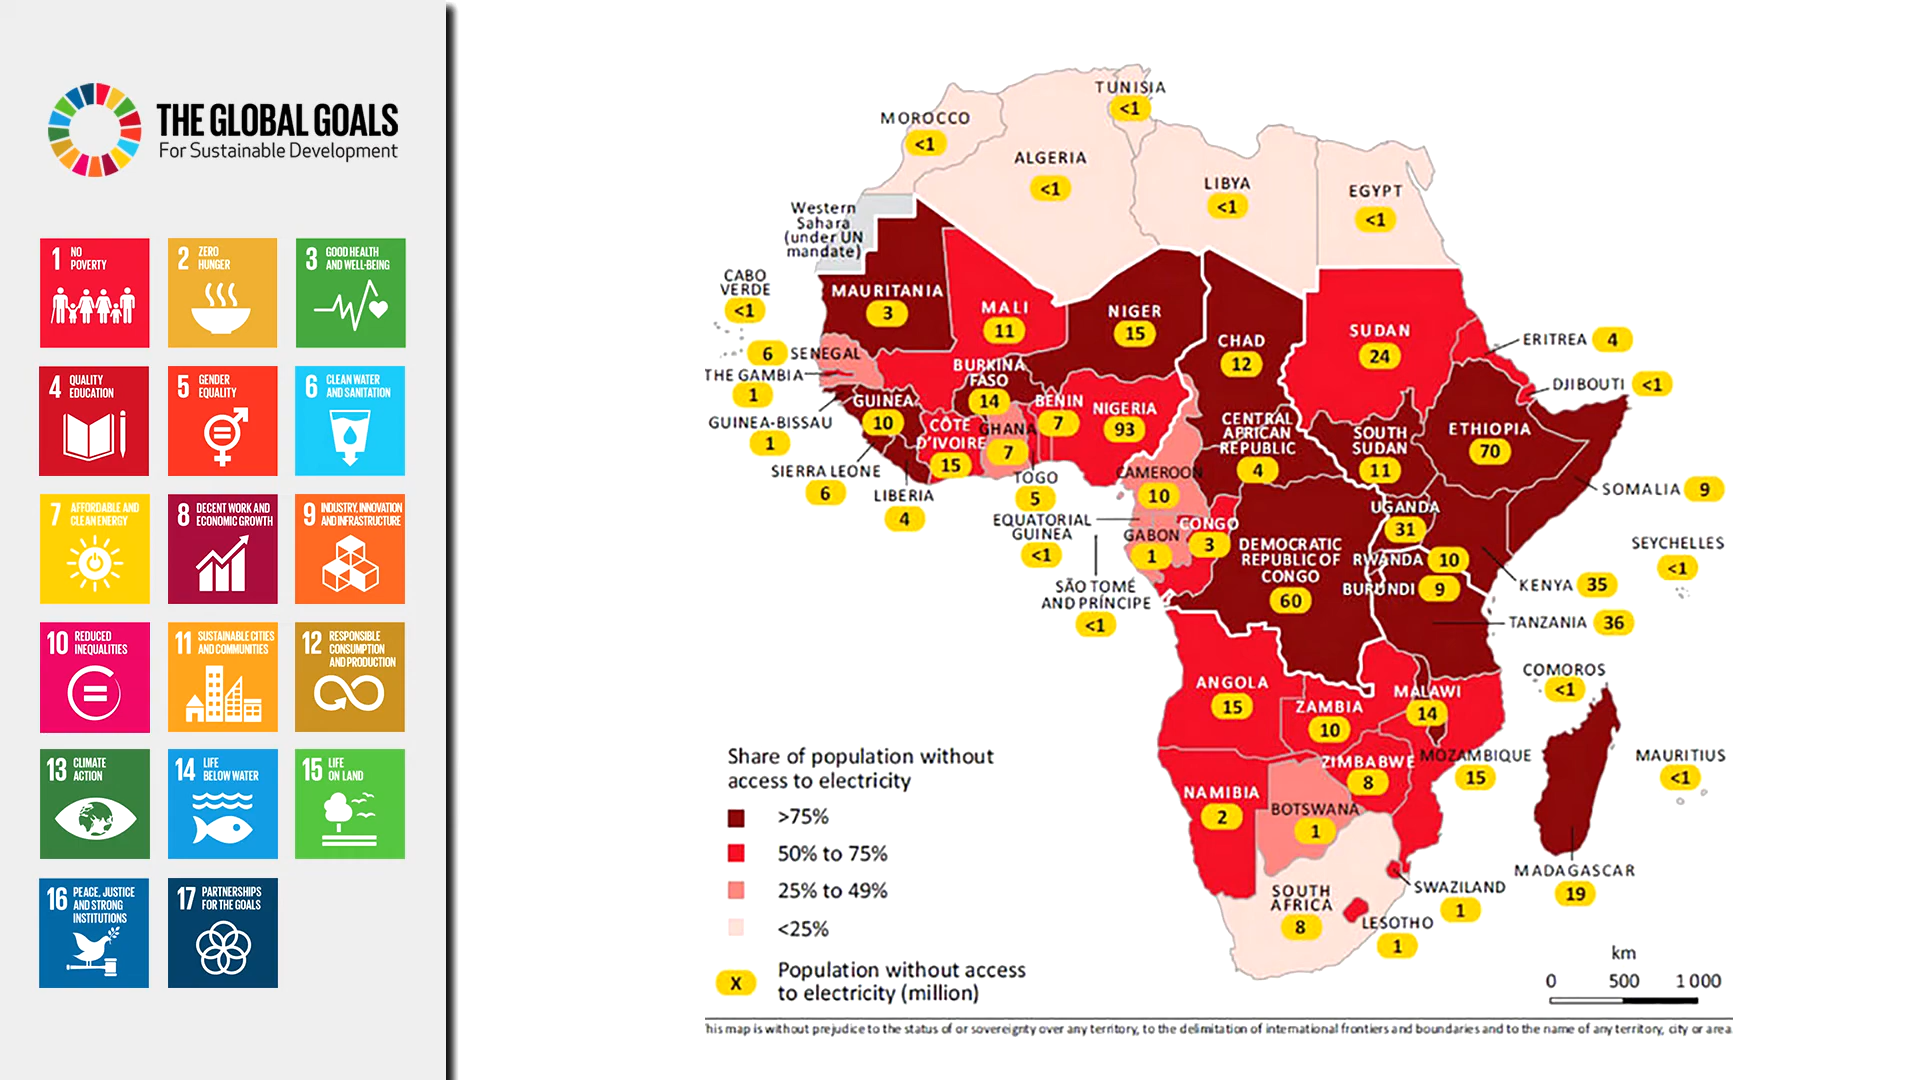 THE GLOBAL GOALS
For Sustainable Development
1 NO
POVERTY
2 ZERO
HUNGER
3 GOOD HEALTH
AND WELL-BEING
4 QUALITY
EDUCATION
5 GENDER
EQUALITY
6 CLEAN WATER
AND SANITATION
7 AFFORDABLE AND
CLEAN ENERGY
8 DECENT WORK AND
ECONOMIC GROWTH
9 INDUSTRY, INNOVATION
AND INFRASTRUCTURE
10 REDUCED
INEQUALITIES
11 SUSTAINABLE CITIES
AND COMMUNITIES
12 RESPONSIBLE
CONSUMPTION
AND PRODUCTION
13 CLIMATE
ACTION
14 LIFE
BELOW WATER
15 LIFE
ON LAND
16 PEACE, JUSTICE
AND STRONG
INSTITUTIONS
17 PARTNERSHIPS
FOR THE GOALS
TUNISIA
<1
MOROCCO
<1
ALGERIA
<1
LIBYA
<1
EGYPT
<1
Western
Sahara
(under UN
mandate)
CABO
VERDE
<1
MAURITANIA
3
MALI
11
NIGER
15
CHAD
12
SUDAN
24
ERITREA 4
DJIBOUTI <1
6 SENEGAL
THE GAMBIA
1
GUINEA-BISSAU
1
GUINEA
10
BURKINA
FASO
14
BENIN
7
NIGERIA
93
CÔTE
D'IVOIRE
15
GHANA
7
CENTRAL
AFRICAN
REPUBLIC
4
SOUTH
SUDAN
11
ETHIOPIA
70
SIERRA LEONE
6
LIBERIA
4
TOGO
5
CAMEROON
10
SOMALIA 9
EQUATORIAL
GUINEA
<1
GABON
1
CONGO
3
DEMOCRATIC
REPUBLIC OF
CONGO
60
UGANDA
31
RWANDA 10
BURUNDI 9
SEYCHELLES
<1
KENYA 35
TANZANIA 36
SÃO TOMÉ
AND PRÍNCIPE
<1
COMOROS
<1
ANGOLA
15
ZAMBIA
10
MALAWI
14
MOZAMBIQUE
15
ZIMBABWE
8
MAURITIUS
<1
NAMIBIA
2
BOTSWANA
1
MADAGASCAR
19
SOUTH
AFRICA
8
SWAZILAND
1
LESOTHO
1
Share of population without
access to electricity
>75%
50% to 75%
25% to 49%
<25%
X Population without access
to electricity (million)
km
0 500 1 000
his map is without prejudice to the status of or sovereignty over any territory, to the delimitation of international frontiers and boundaries and to the name of any territory, city or area